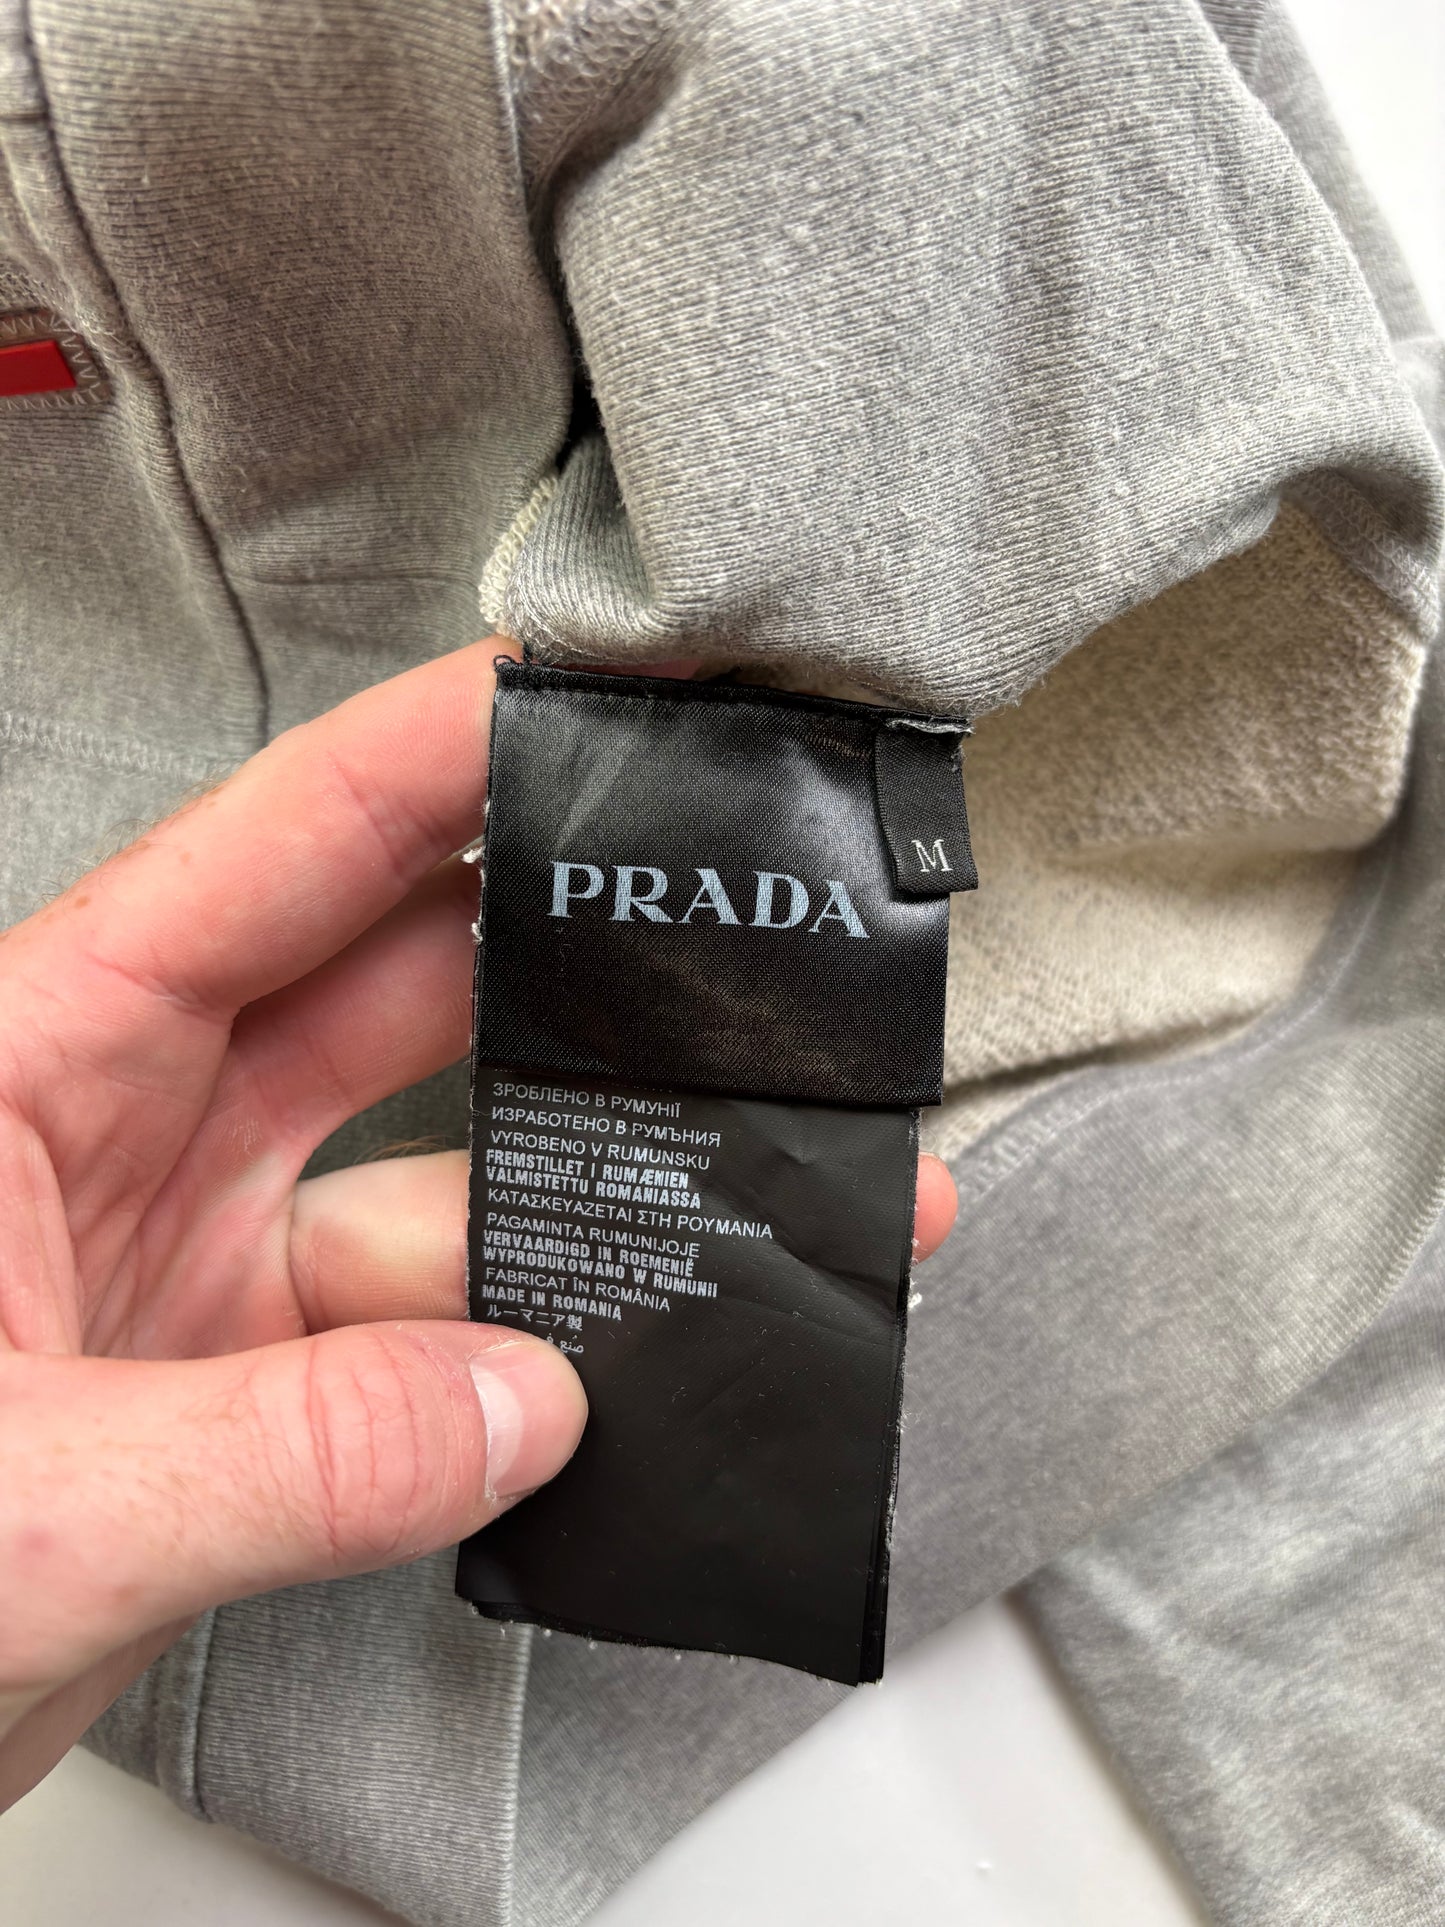 PRADA
M
ЗРОБЛЕНО В РУМУНІЇ
ИЗРАБОТЕНО В РУМЪНИЯ
VYROBENO V RUMUNSKU
FREMSTILLET I RUMÆNIEN
VALMISTETTU ROMANIASSA
ΚΑΤΑΣΚΕΥΑΖΕΤΑΙ ΣΤΗ ΡΟΥΜΑΝΙΑ
PAGAMINTA RUMUNIJOJE
VERVAARDIGD IN ROEMENIË
WYPRODUKOWANO W RUMUNII
FABRICAT ÎN ROMÂNIA
MADE IN ROMANIA
ルーマニア製
صنع